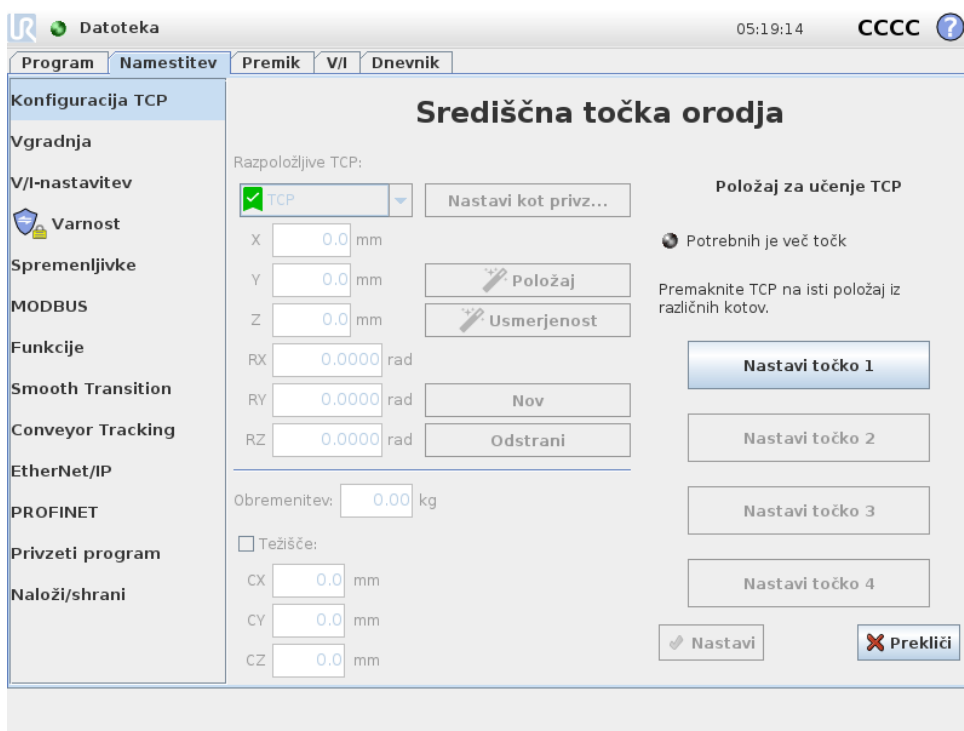 UR Datoteka 05:19:14 CCCC ?
Program Namestitev Premik V/I Dnevnik
Konfiguracija TCP
Vgradnja
V/I-nastavitev
Varnost
Spremenljivke
MODBUS
Funkcije
Smooth Transition
Conveyor Tracking
EtherNet/IP
PROFINET
Privzeti program
Naloži/shrani
Središčna točka orodja
Razpoložljive TCP:
TCP Nastavi kot privz...
X 0.0 mm
Y 0.0 mm Položaj
Z 0.0 mm Usmerjenost
RX 0.0000 rad
RY 0.0000 rad Nov
RZ 0.0000 rad Odstrani
Obremenitev: 0.00 kg
Težišče:
CX 0.0 mm
CY 0.0 mm
CZ 0.0 mm
Položaj za učenje TCP
Potrebnih je več točk
Premaknite TCP na isti položaj iz
različnih kotov.
Nastavi točko 1
Nastavi točko 2
Nastavi točko 3
Nastavi točko 4
Nastavi Prekliči